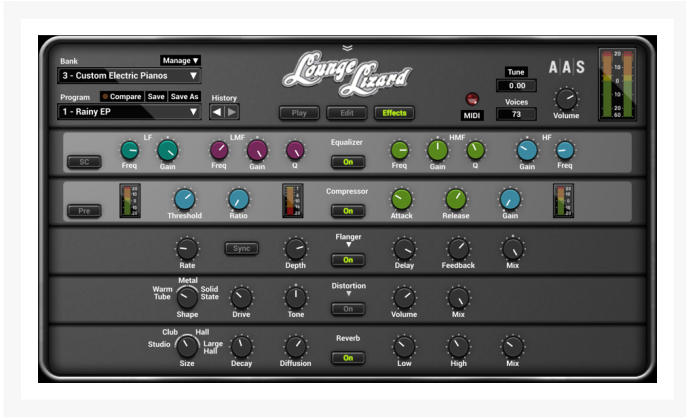 Bank
Manage ▼
3 - Custom Electric Pianos ▼
Program
Compare Save Save As
1 - Rainy EP ▼
History
Lounge Lizard
Play Edit Effects
MIDI
Tune
0.00
Voices
73
AAS
Volume
LF LMF Equalizer HMF HF
SC
Freq Gain Freq Gain Q On Freq Gain Q Gain Freq
Compressor
Pre
Threshold Ratio On Attack Release Gain
Flanger
Sync
Rate Depth On Delay Feedback Mix
Metal
Warm Tube
Solid State
Distortion
Shape Drive Tone On Volume Mix
Club Hall
Studio
Large Hall
Reverb
Size Decay Diffusion On Low High Mix